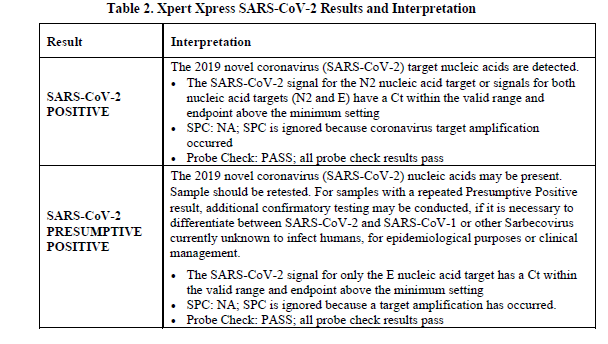 Table 2. Xpert Xpress SARS-CoV-2 Results and Interpretation
Result
Interpretation
SARS-CoV-2
POSITIVE
The 2019 novel coronavirus (SARS-CoV-2) target nucleic acids are detected.
• The SARS-CoV-2 signal for the N2 nucleic acid target or signals for both
nucleic acid targets (N2 and E) have a Ct within the valid range and
endpoint above the minimum setting
• SPC: NA; SPC is ignored because coronavirus target amplification
occurred
• Probe Check: PASS; all probe check results pass
SARS-CoV-2
PRESUMPTIVE
POSITIVE
The 2019 novel coronavirus (SARS-CoV-2) nucleic acids may be present.
Sample should be retested. For samples with a repeated Presumptive Positive
result, additional confirmatory testing may be conducted, if it is necessary to
differentiate between SARS-CoV-2 and SARS-CoV-1 or other Sarbecovirus
currently unknown to infect humans, for epidemiological purposes or clinical
management.
• The SARS-CoV-2 signal for only the E nucleic acid target has a Ct within
the valid range and endpoint above the minimum setting
• SPC: NA; SPC is ignored because a target amplification has occurred.
• Probe Check: PASS; all probe check results pass